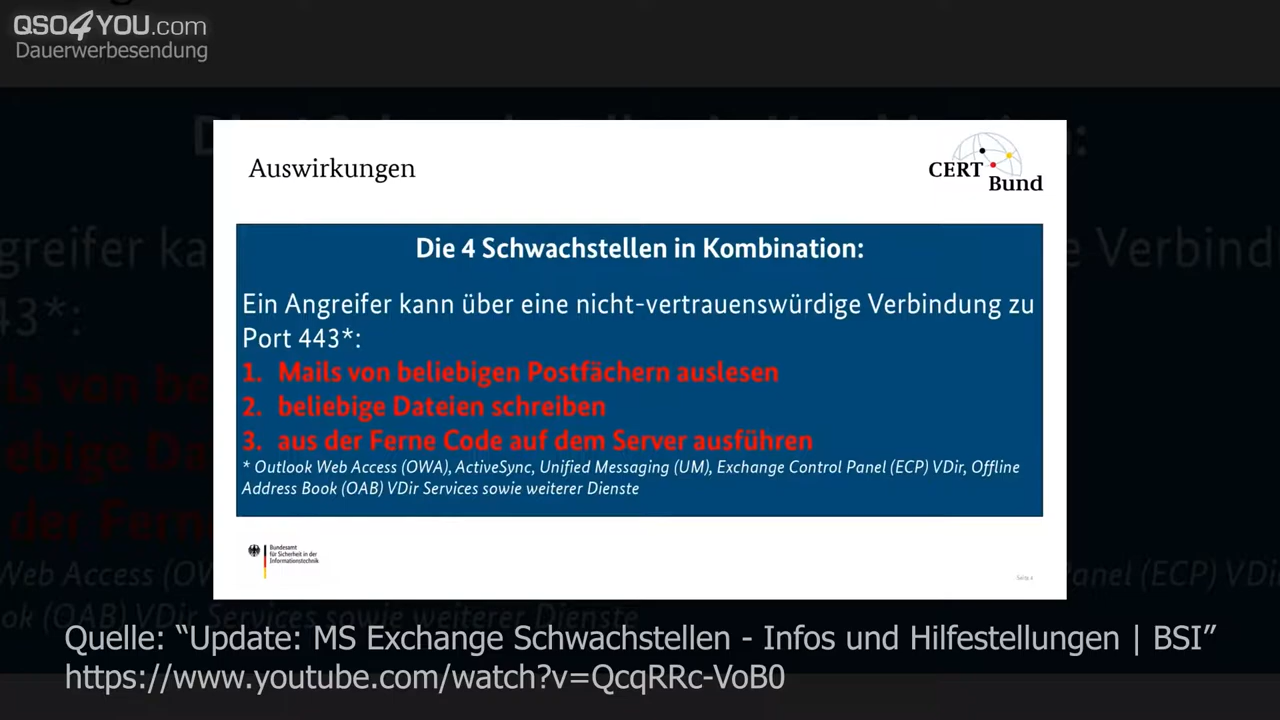 QSO4YOU.com
Dauerwerbesendung
Auswirkungen
CERT
Bund
Die 4 Schwachstellen in Kombination:
Ein Angreifer kann über eine nicht-vertrauenswürdige Verbindung zu
Port 443*:
1. Mails von beliebigen Postfächern auslesen
2. beliebige Dateien schreiben
3. aus der Ferne Code auf dem Server ausführen
* Outlook Web Access (OWA), ActiveSync, Unified Messaging (UM), Exchange Control Panel (ECP) VDir, Offline
Address Book (OAB) VDir Services sowie weiterer Dienste
Bundesamt
für Sicherheit in der
Informationstechnik
Seite 4
Quelle: “Update: MS Exchange Schwachstellen - Infos und Hilfestellungen | BSI”
https://www.youtube.com/watch?v=QcqRRc-VoB0